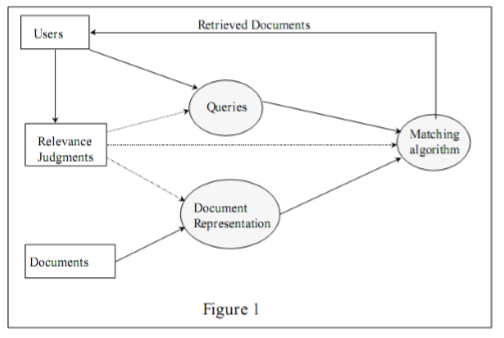 Retrieved Documents
Users
Queries
Matching
algorithm
Relevance
Judgments
Document
Representation
Documents
Figure 1